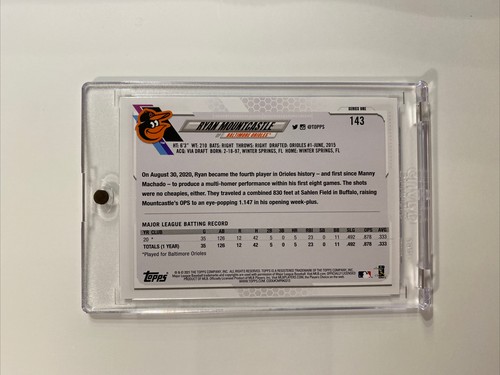 SERIES ONE
143
RYAN MOUNTCASTLE
OF | BALTIMORE ORIOLES
@TOPPS
HT: 6'3" WT: 210 BATS: RIGHT THROWS: RIGHT DRAFTED: ORIOLES #1-JUNE, 2015
ACQ: VIA DRAFT BORN: 2-18-97, WINTER SPRINGS, FL HOME: WINTER SPRINGS, FL
On August 30, 2020, Ryan became the fourth player in Orioles history – and first since Manny
Machado – to produce a multi-homer performance within his first eight games. The shots
were no cheapies, either. They traveled a combined 830 feet at Sahlen Field in Buffalo, raising
Mountcastle's OPS to an eye-popping 1.147 in his opening week-plus.
MAJOR LEAGUE BATTING RECORD
YR CLUB G AB R H 2B 3B HR RBI SB BB SLG OPS AVG
20 * 35 126 12 42 5 0 5 23 0 11 .492 .878 .333
TOTALS (1 YEAR) 35 126 12 42 5 0 5 23 0 11 .492 .878 .333
*Played for Baltimore Orioles
Topps